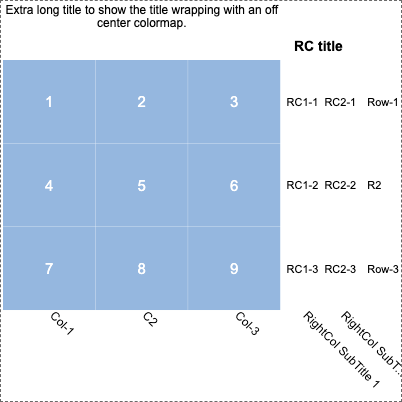 Extra long title to show the title wrapping with an off
center colormap.
RC title
1 2 3 RC1-1 RC2-1 Row-1
4 5 6 RC1-2 RC2-2 R2
7 8 9 RC1-3 RC2-3 Row-3
Col-1 C2 Col-3 RightCol SubTitle 1 RightCol SubT...